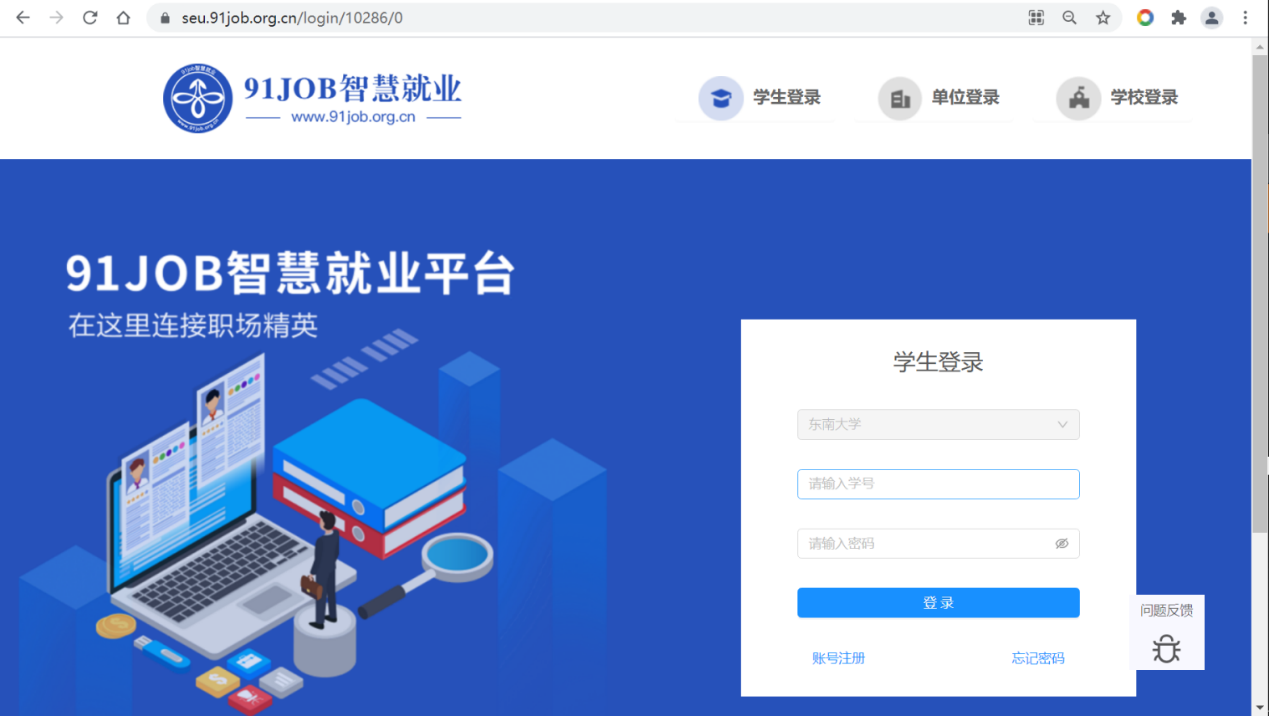 seu.91job.org.cn/login/10286/0
91JOB智慧就业
www.91job.org.cn
学生登录
单位登录
学校登录
91JOB智慧就业平台
在这里连接职场精英
学生登录
东南大学
请输入学号
请输入密码
登 录
账号注册
忘记密码
问题反馈